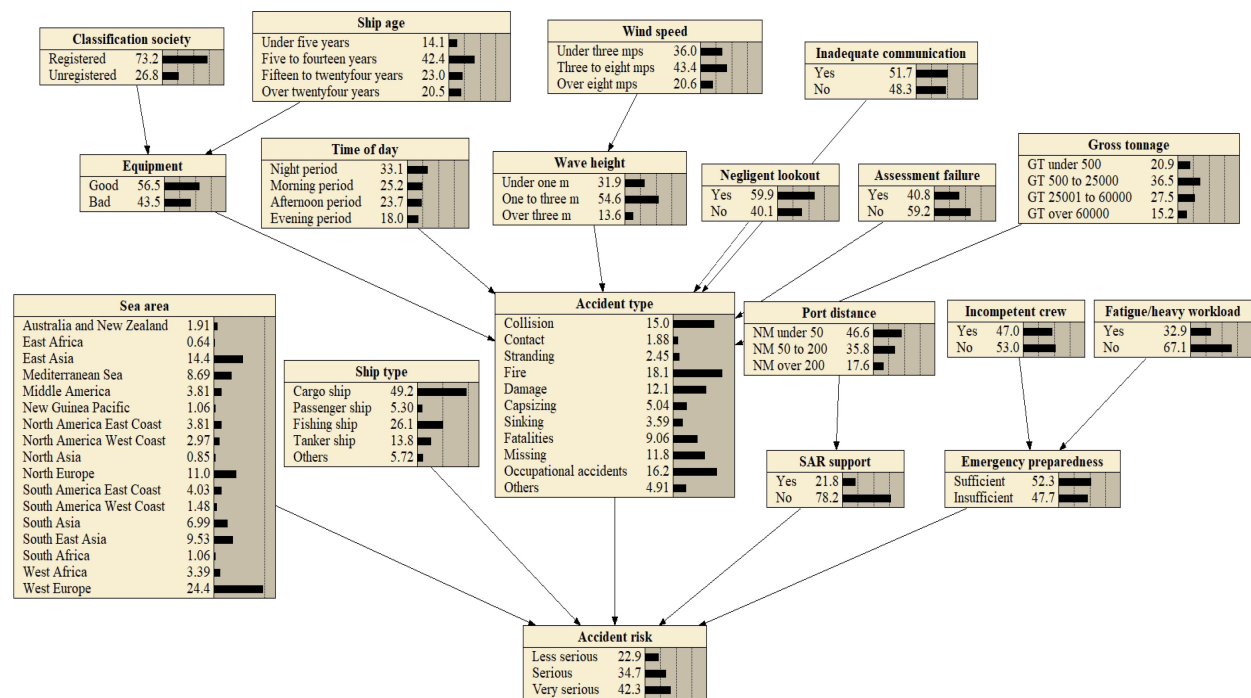 Classification society
Registered 73.2
Unregistered 26.8
Ship age
Under five years 14.1
Five to fourteen years 42.4
Fifteen to twentyfour years 23.0
Over twentyfour years 20.5
Wind speed
Under three mps 36.0
Three to eight mps 43.4
Over eight mps 20.6
Inadequate communication
Yes 51.7
No 48.3
Equipment
Good 56.5
Bad 43.5
Time of day
Night period 33.1
Morning period 25.2
Afternoon period 23.7
Evening period 18.0
Wave height
Under one m 31.9
One to three m 54.6
Over three m 13.6
Negligent lookout
Yes 59.9
No 40.1
Assessment failure
Yes 40.8
No 59.2
Gross tonnage
GT under 500 20.9
GT 500 to 25000 36.5
GT 25001 to 60000 27.5
GT over 60000 15.2
Sea area
Australia and New Zealand 1.91
East Africa 0.64
East Asia 14.4
Mediterranean Sea 8.69
Middle America 3.81
New Guinea Pacific 1.06
North America East Coast 3.81
North America West Coast 2.97
North Asia 0.85
North Europe 11.0
South America East Coast 4.03
South America West Coast 1.48
South Asia 6.99
South East Asia 9.53
South Africa 1.06
West Africa 3.39
West Europe 24.4
Ship type
Cargo ship 49.2
Passenger ship 5.30
Fishing ship 26.1
Tanker ship 13.8
Others 5.72
Accident type
Collision 15.0
Contact 1.88
Stranding 2.45
Fire 18.1
Damage 12.1
Capsizing 5.04
Sinking 3.59
Fatalities 9.06
Missing 11.8
Occupational accidents 16.2
Others 4.91
Port distance
NM under 50 46.6
NM 50 to 200 35.8
NM over 200 17.6
Incompetent crew
Yes 47.0
No 53.0
Fatigue/heavy workload
Yes 32.9
No 67.1
SAR support
Yes 21.8
No 78.2
Emergency preparedness
Sufficient 52.3
Insufficient 47.7
Accident risk
Less serious 22.9
Serious 34.7
Very serious 42.3